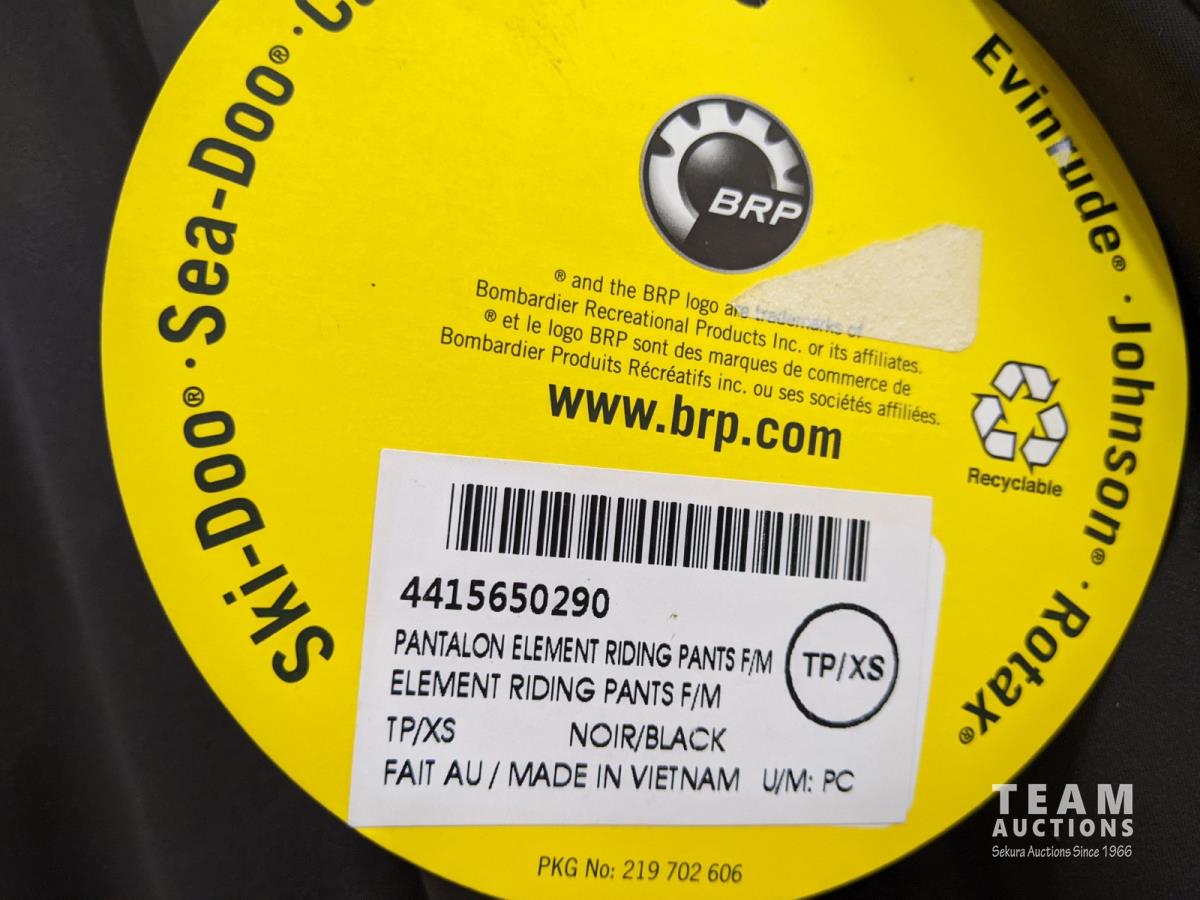 Ski-Doo® · Sea-Doo® ·
Evinrude® · Johnson® · Rotax®
BRP
® and the BRP logo are trademarks of
Bombardier Recreational Products Inc. or its affiliates.
® et le logo BRP sont des marques de commerce de
Bombardier Produits Récréatifs inc. ou ses sociétés affiliées.
www.brp.com
Recyclable
4415650290
PANTALON ELEMENT RIDING PANTS F/M
ELEMENT RIDING PANTS F/M
TP/XS
TP/XS NOIR/BLACK
FAIT AU / MADE IN VIETNAM U/M: PC
PKG No: 219 702 606
TEAM
AUCTIONS
Sekura Auctions Since 1966